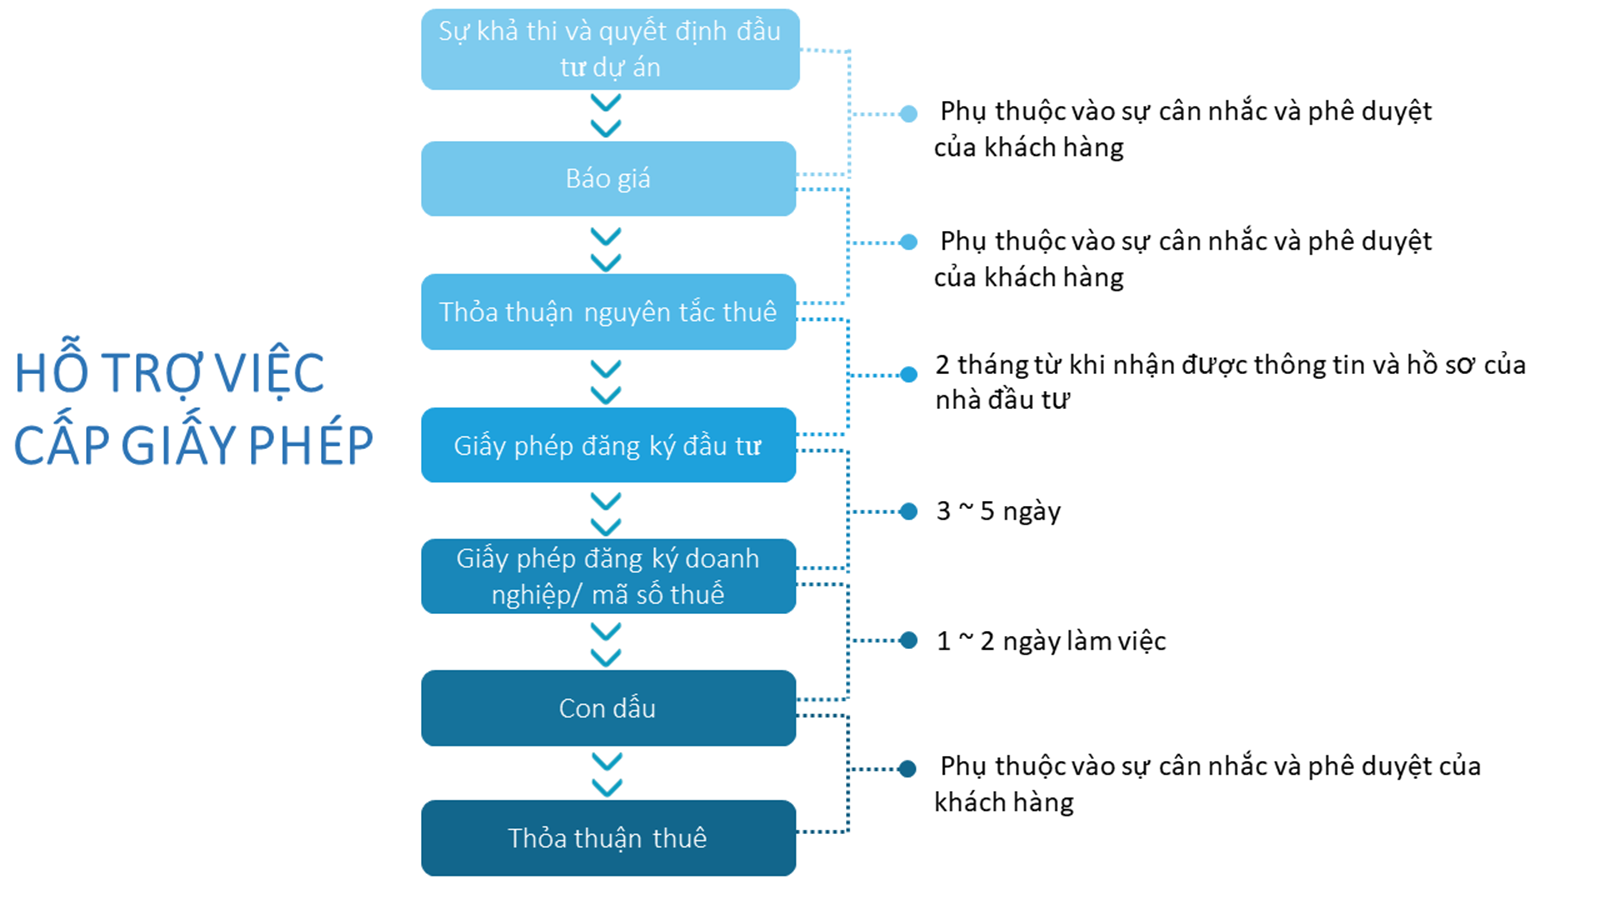 HỖ TRỢ VIỆC
CẤP GIẤY PHÉP
Sự khả thi và quyết định đầu
tư dự án
Báo giá
Thỏa thuận nguyên tắc thuê
Giấy phép đăng ký đầu tư
Giấy phép đăng ký doanh
nghiệp/ mã số thuế
Con dấu
Thỏa thuận thuê
Phụ thuộc vào sự cân nhắc và phê duyệt
của khách hàng
Phụ thuộc vào sự cân nhắc và phê duyệt
của khách hàng
2 tháng từ khi nhận được thông tin và hồ sơ của
nhà đầu tư
3 ~ 5 ngày
1 ~ 2 ngày làm việc
Phụ thuộc vào sự cân nhắc và phê duyệt của
khách hàng